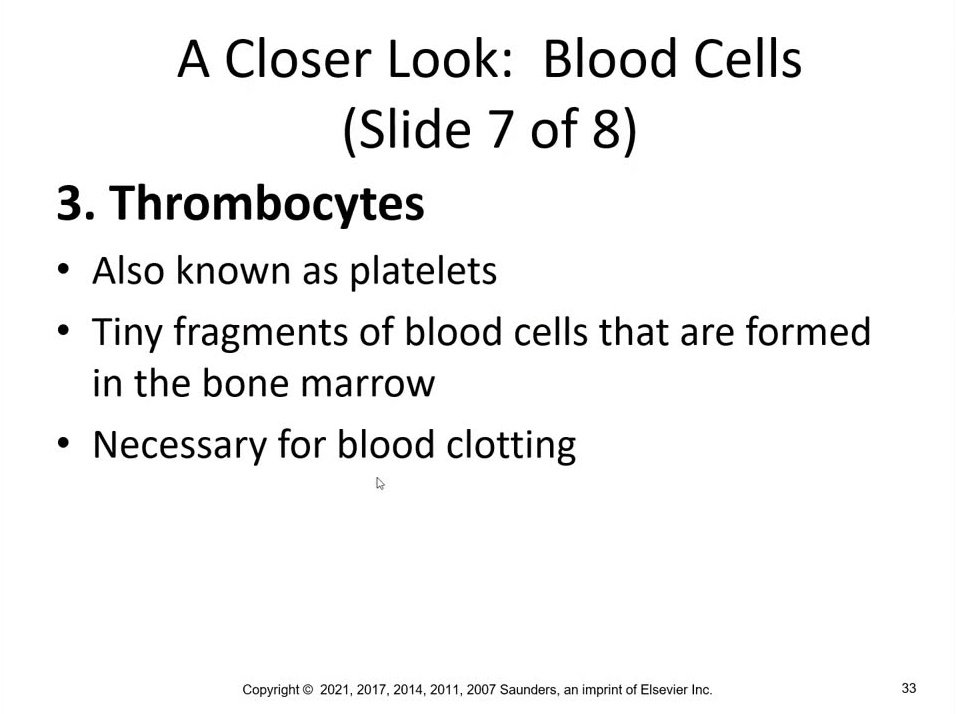 A Closer Look:  Blood Cells
(Slide 7 of 8)
3. Thrombocytes
• Also known as platelets
• Tiny fragments of blood cells that are formed
in the bone marrow
• Necessary for blood clotting
Copyright ©  2021, 2017, 2014, 2011, 2007 Saunders, an imprint of Elsevier Inc.
33